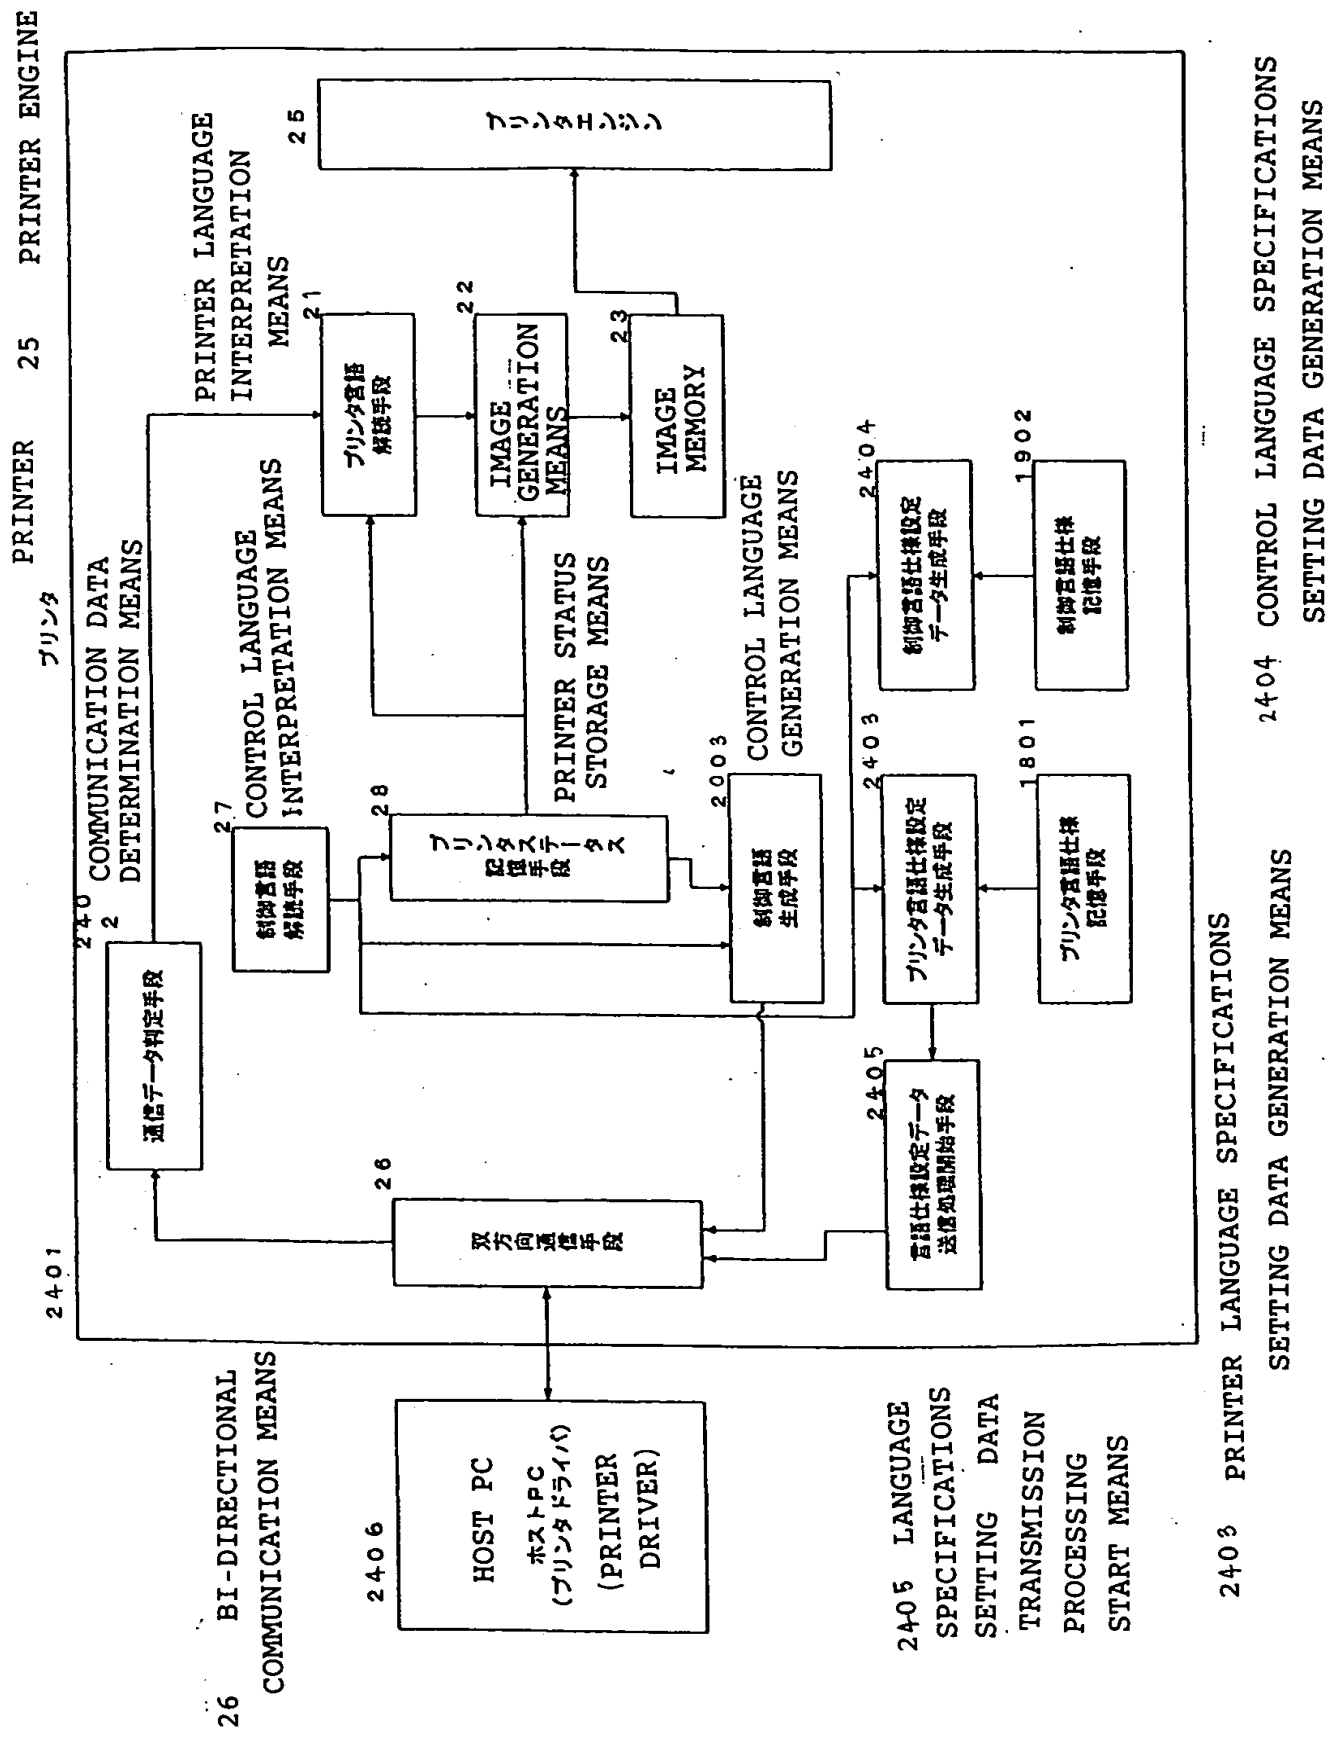 2401
プリンタ
PRINTER
25 PRINTER ENGINE
240
2
COMMUNICATION DATA
DETERMINATION MEANS
通信データ判定手段
PRINTER LANGUAGE
INTERPRETATION
MEANS
27
CONTROL LANGUAGE
INTERPRETATION MEANS
制御言語
解読手段
21
プリンタ言語
解読手段
25
プリンタエンジン
26 BI-DIRECTIONAL
COMMUNICATION MEANS
26
双方向通信手段
28
プリンタステータス
記憶手段
PRINTER STATUS
STORAGE MEANS
22
IMAGE
GENERATION
MEANS
23
IMAGE
MEMORY
2406
HOST PC
ホストPC
(プリンタドライバ)
(PRINTER
DRIVER)
2003
制御言語
生成手段
CONTROL LANGUAGE
GENERATION MEANS
2405
言語仕様設定データ
送信処理開始手段
2403
プリンタ言語仕様設定
データ生成手段
2404
制御言語仕様設定
データ生成手段
1801
プリンタ言語仕様
記憶手段
1902
制御言語仕様
記憶手段
2405 LANGUAGE
SPECIFICATIONS
SETTING DATA
TRANSMISSION
PROCESSING
START MEANS
2403 PRINTER LANGUAGE SPECIFICATIONS
SETTING DATA GENERATION MEANS
2404 CONTROL LANGUAGE SPECIFICATIONS
SETTING DATA GENERATION MEANS